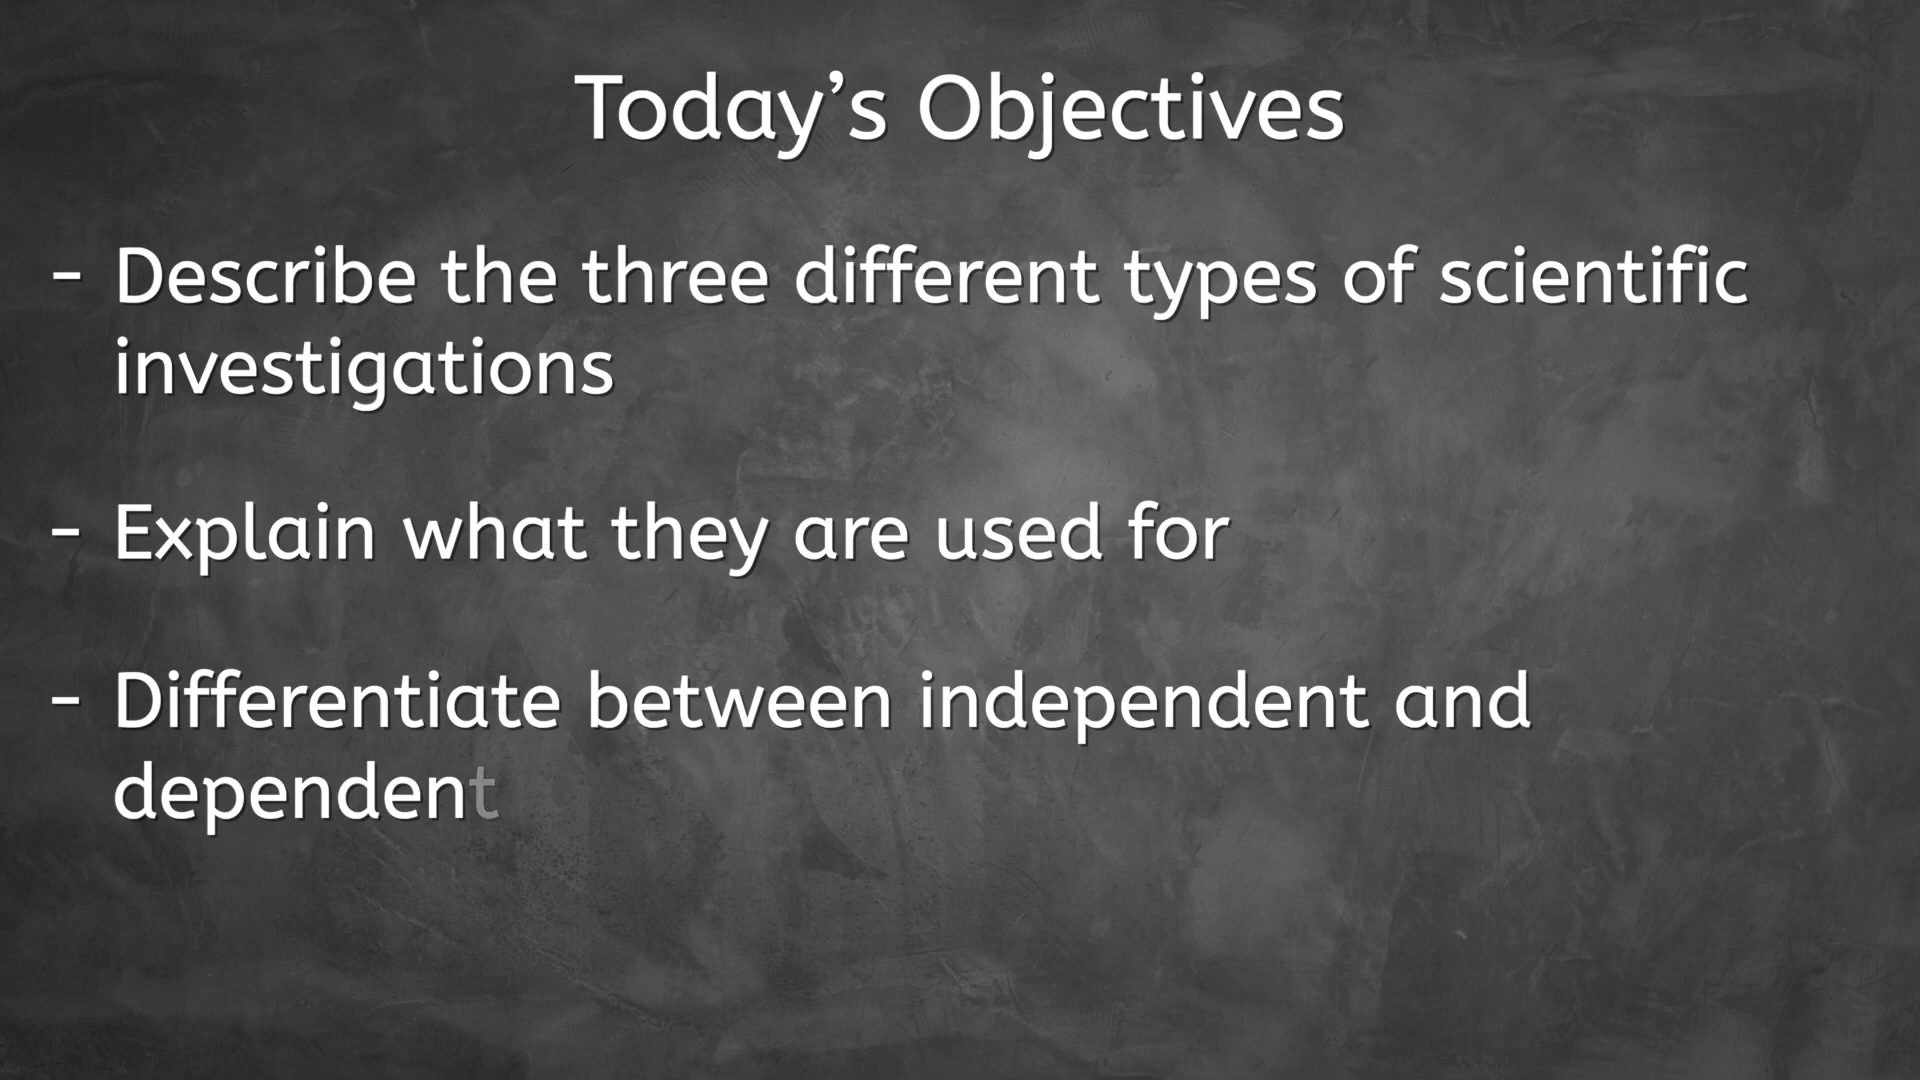 Today’s Objectives
- Describe the three different types of scientific
investigations
- Explain what they are used for
- Differentiate between independent and
dependent